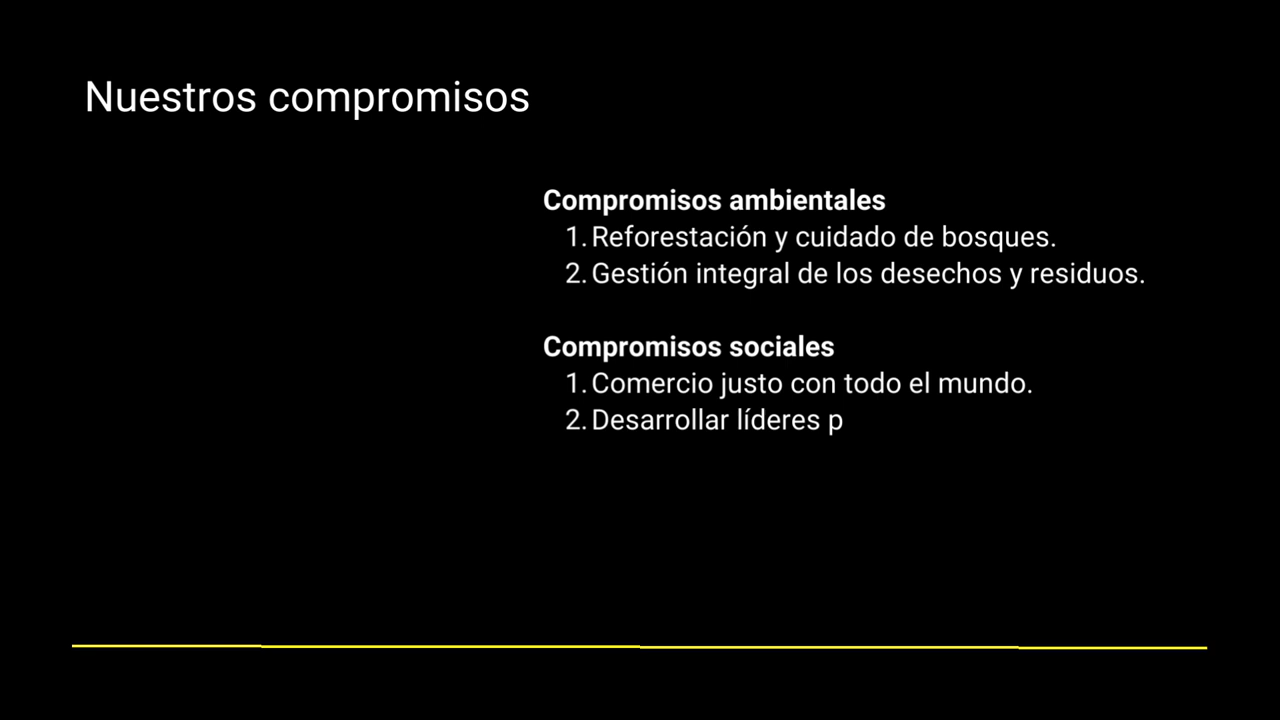 Nuestros compromisos
Compromisos ambientales
1. Reforestación y cuidado de bosques.
2. Gestión integral de los desechos y residuos.
Compromisos sociales
1. Comercio justo con todo el mundo.
2. Desarrollar líderes p